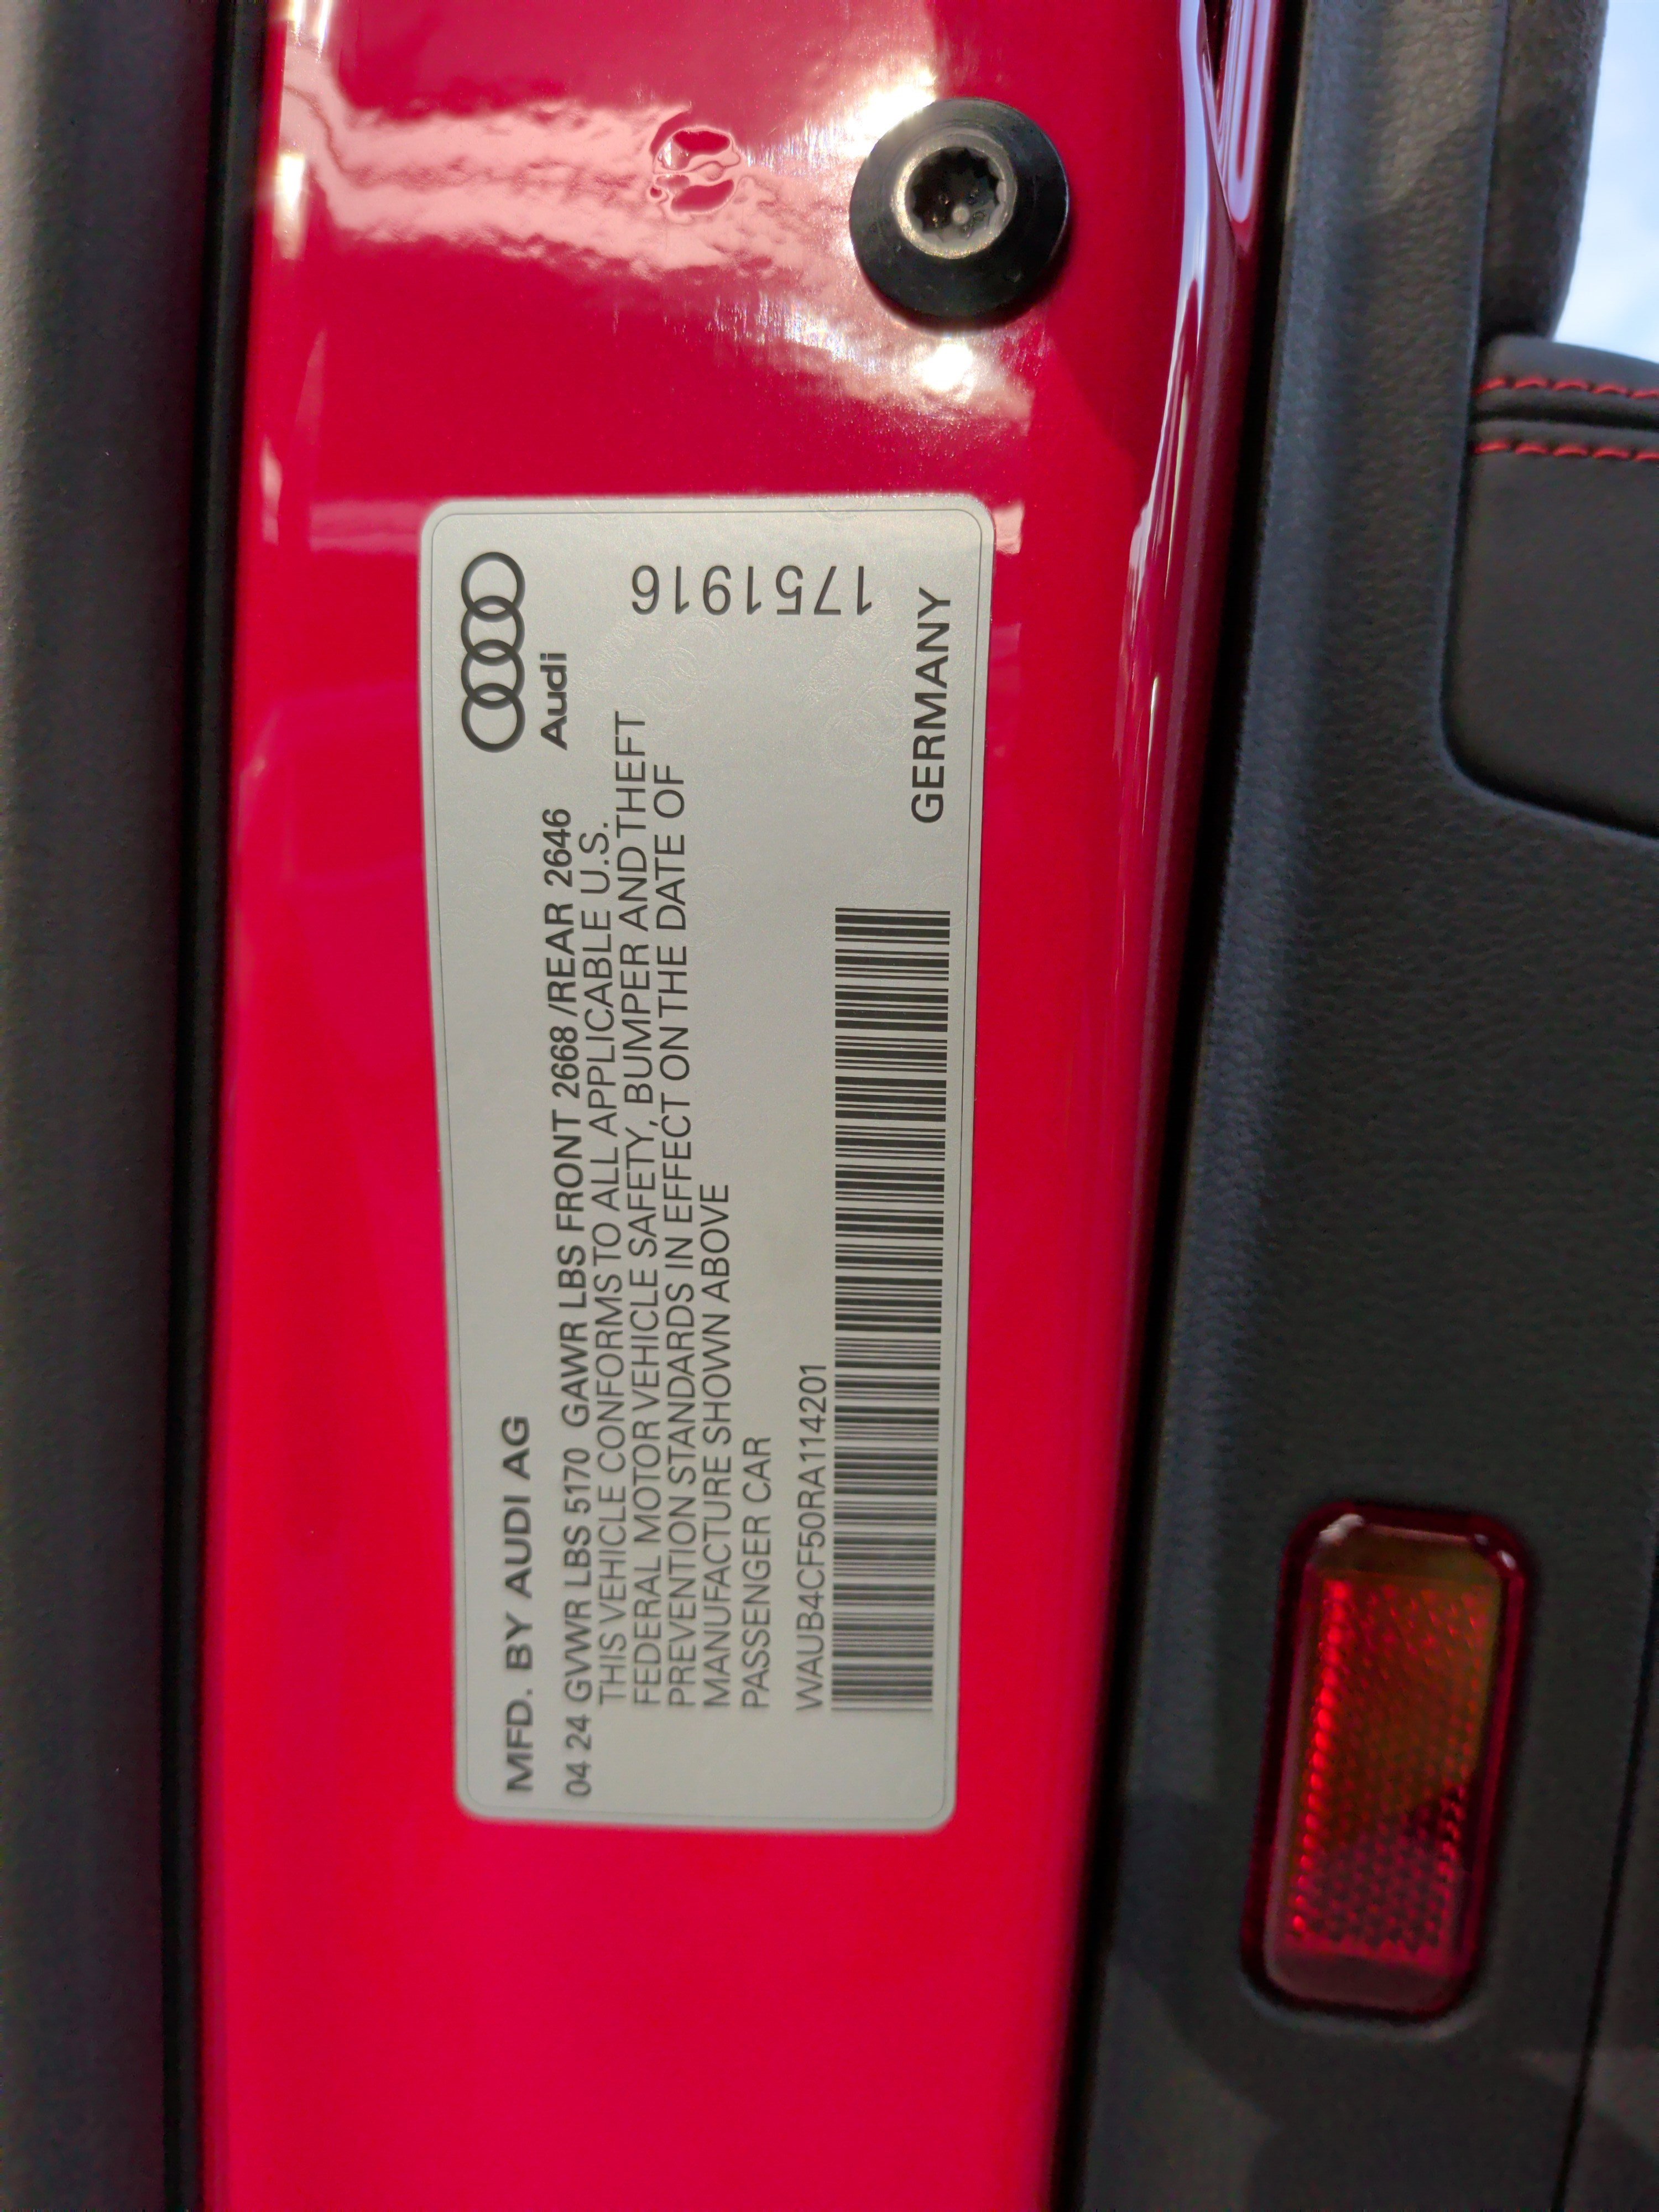 MFD. BY AUDI AG
Audi
04 24 GVWR LBS 5170 GAWR LBS FRONT 2668 /REAR 2646
THIS VEHICLE CONFORMS TO ALL APPLICABLE U.S.
FEDERAL MOTOR VEHICLE SAFETY, BUMPER AND THEFT
PREVENTION STANDARDS IN EFFECT ON THE DATE OF
MANUFACTURE SHOWN ABOVE
PASSENGER CAR
1751916
WAUB4CF50RA114201
GERMANY